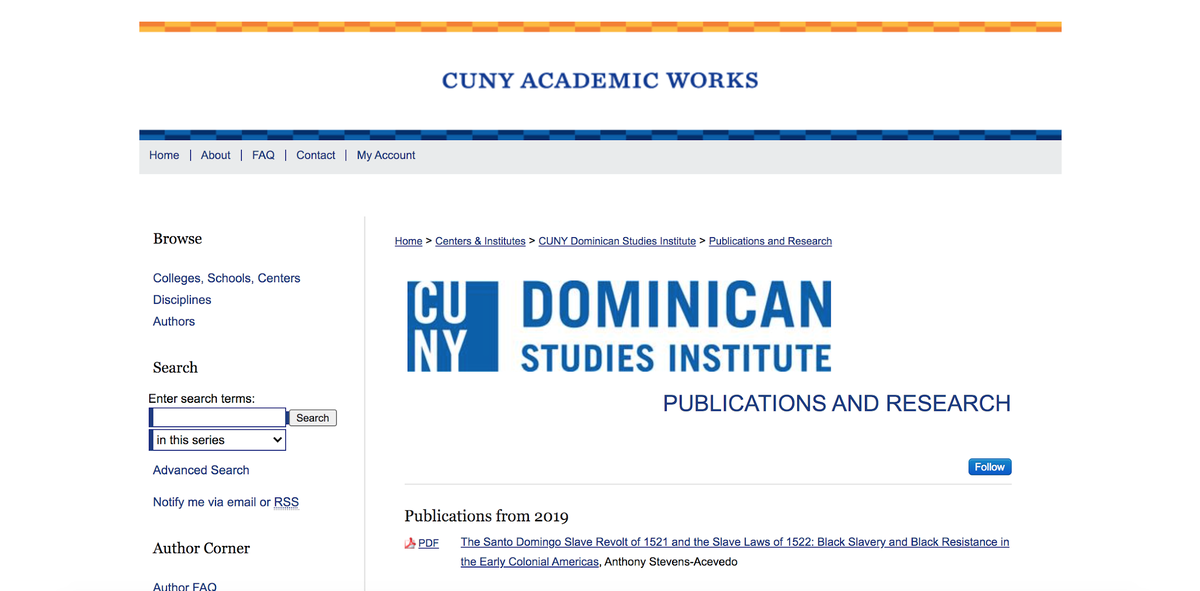 CUNY ACADEMIC WORKS
Home | About | FAQ | Contact | My Account
Browse
Colleges, Schools, Centers
Disciplines
Authors
Search
Enter search terms:
Search
in this series
Advanced Search
Notify me via email or RSS
Author Corner
Author FAQ
Home > Centers & Institutes > CUNY Dominican Studies Institute > Publications and Research
CU
NY
DOMINICAN
STUDIES INSTITUTE
PUBLICATIONS AND RESEARCH
Follow
Publications from 2019
PDF The Santo Domingo Slave Revolt of 1521 and the Slave Laws of 1522: Black Slavery and Black Resistance in
the Early Colonial Americas, Anthony Stevens-Acevedo